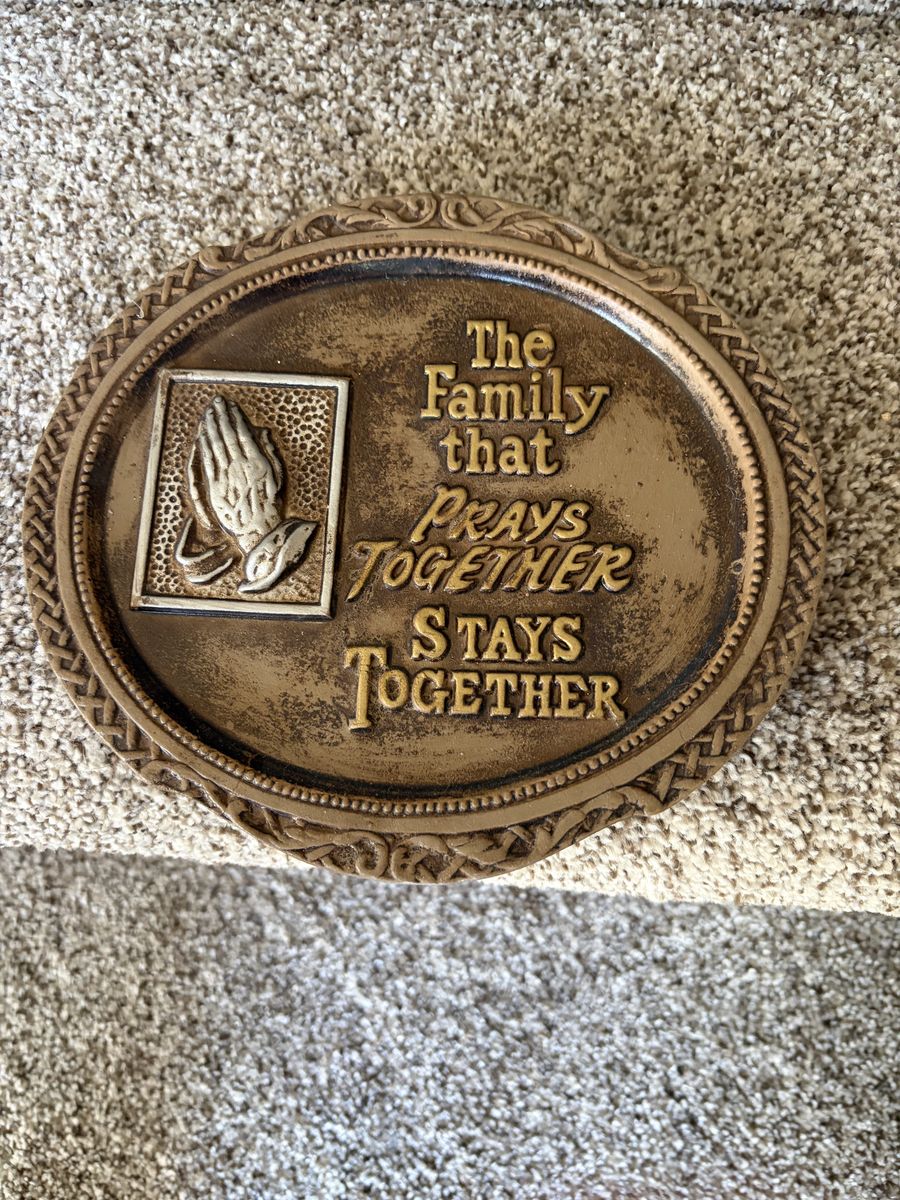 The
Family
that
PRAYS
TOGETHER
STAYS
TOGETHER